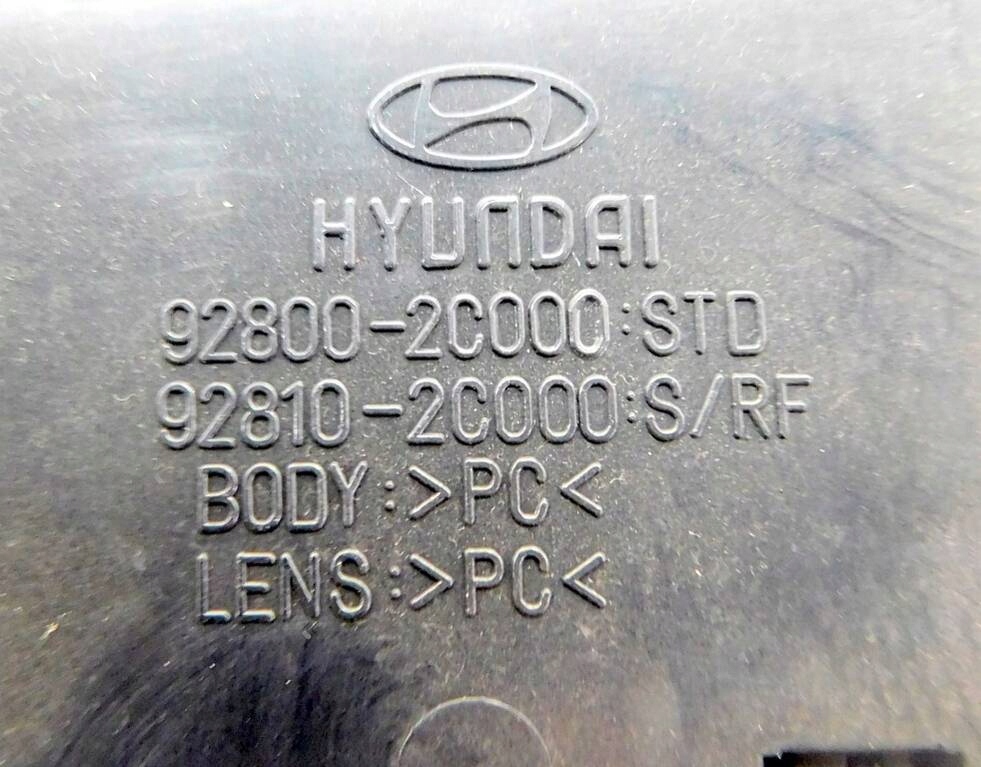 HYUNDAI
92800-2C000:STD
92810-2C000:S/RF
BODY:>PC<
LENS:>PC<